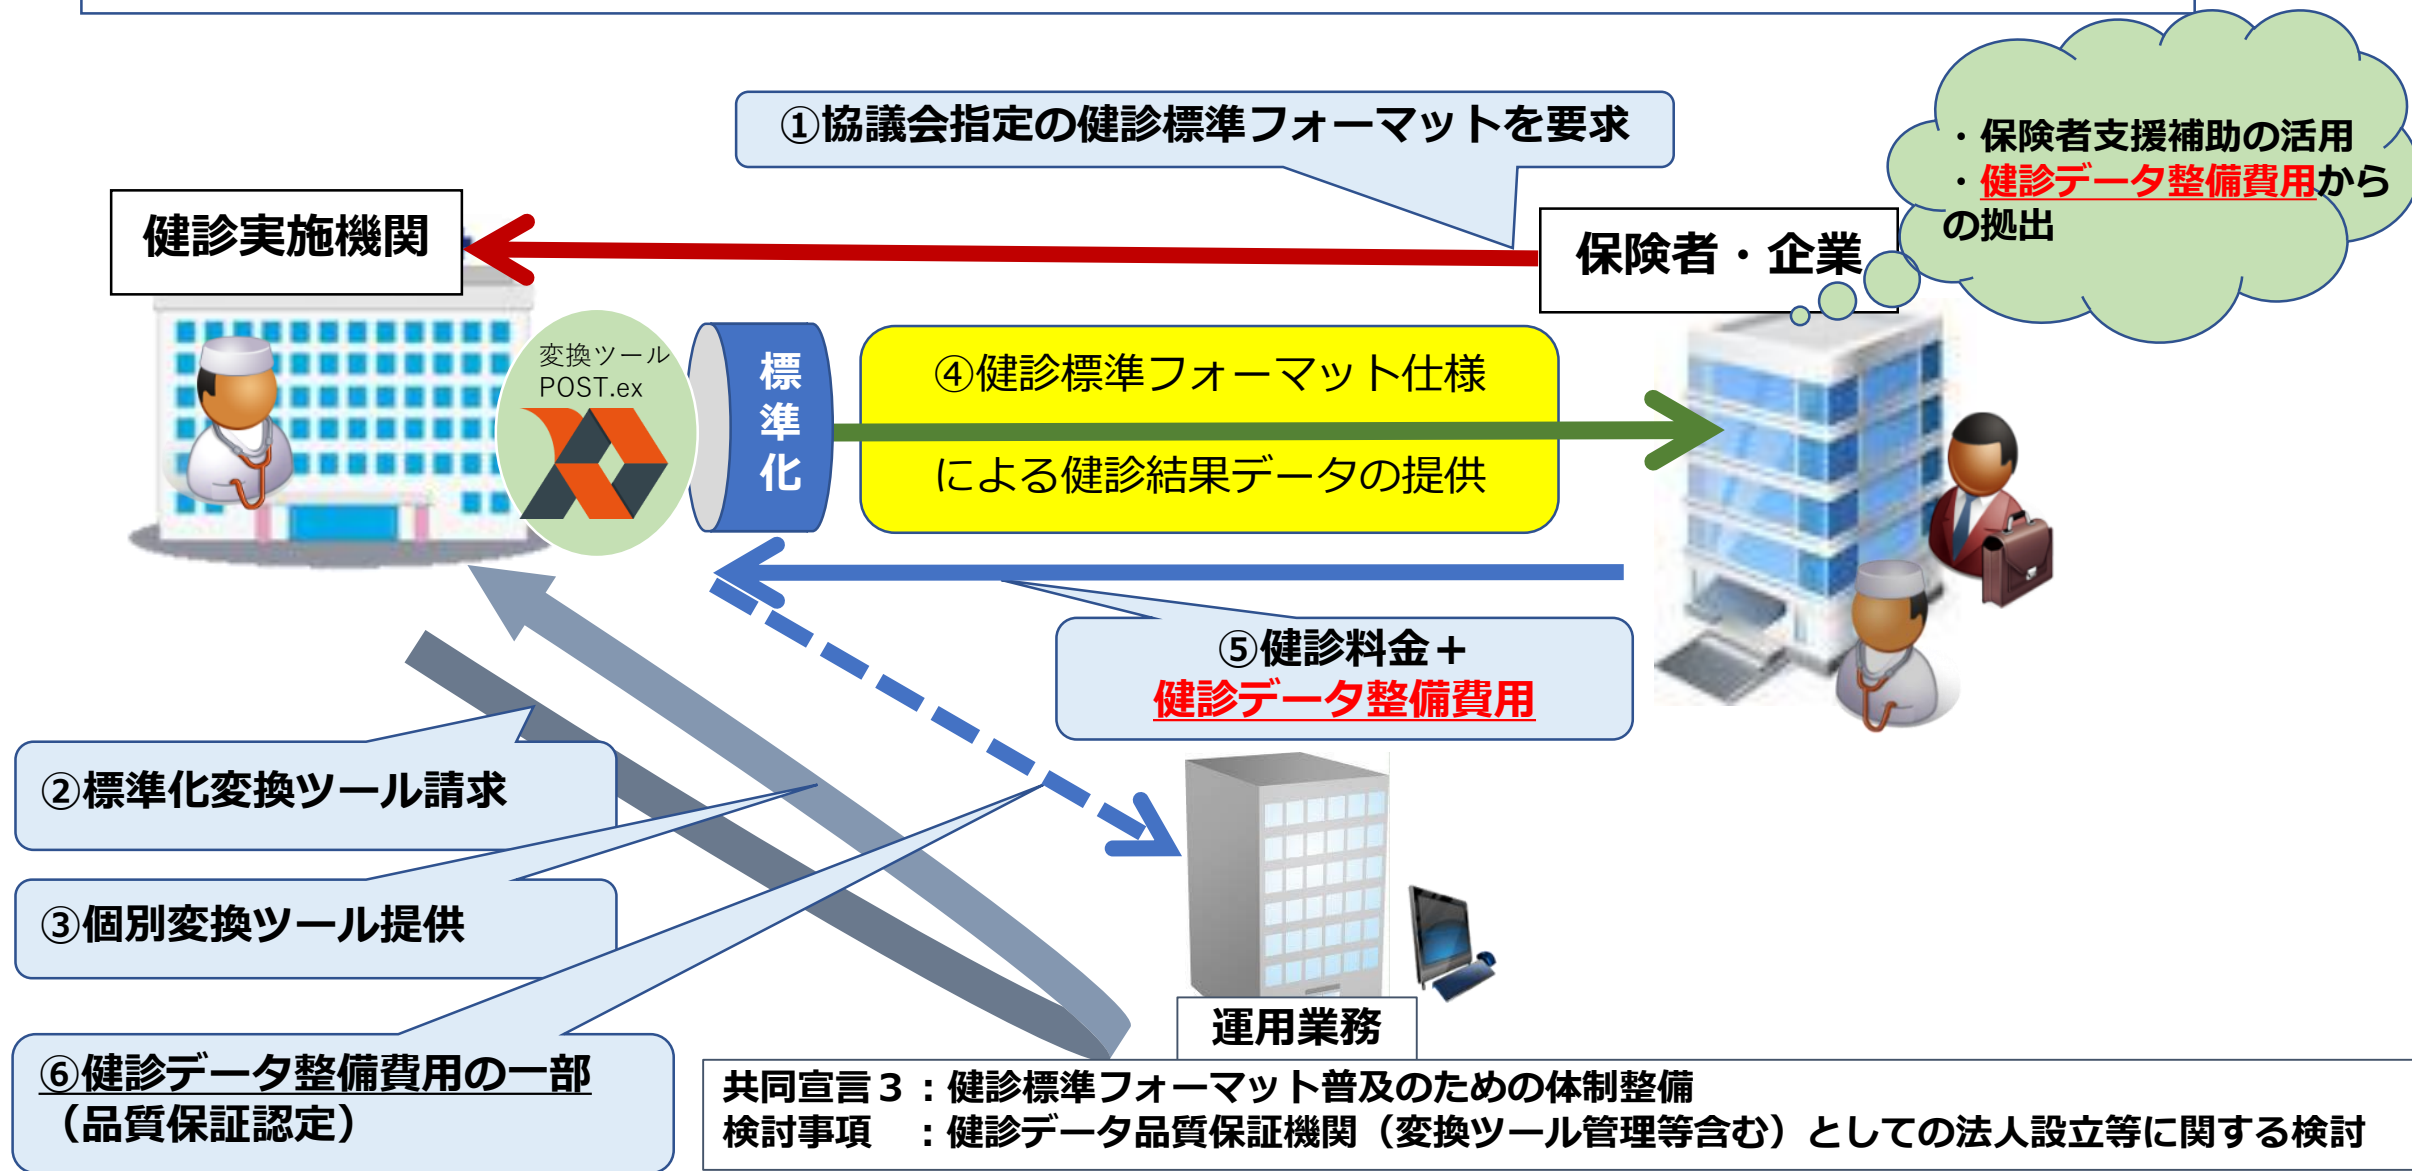 ①協議会指定の健診標準フォーマットを要求
・保険者支援補助の活用
・健診データ整備費用から
の拠出
健診実施機関
保険者・企業
変換ツール
POST.ex
標
準
化
④健診標準フォーマット仕様
による健診結果データの提供
⑤健診料金＋
健診データ整備費用
②標準化変換ツール請求
③個別変換ツール提供
⑥健診データ整備費用の一部
（品質保証認定）
運用業務
共同宣言３：健診標準フォーマット普及のための体制整備
検討事項　：健診データ品質保証機関（変換ツール管理等含む）としての法人設立等に関する検討